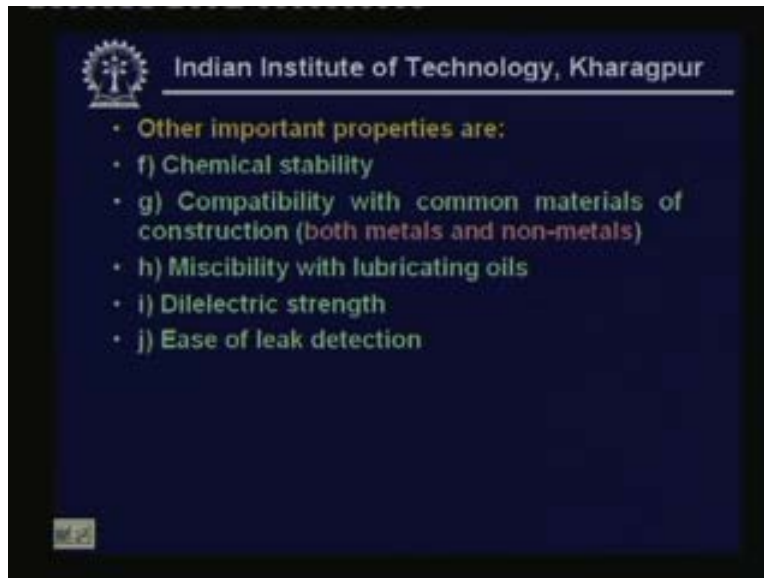 Indian Institute of Technology, Kharagpur
• Other important properties are:
• f) Chemical stability
• g) Compatibility with common materials of
construction (both metals and non-metals)
• h) Miscibility with lubricating oils
• i) Dilelectric strength
• j) Ease of leak detection